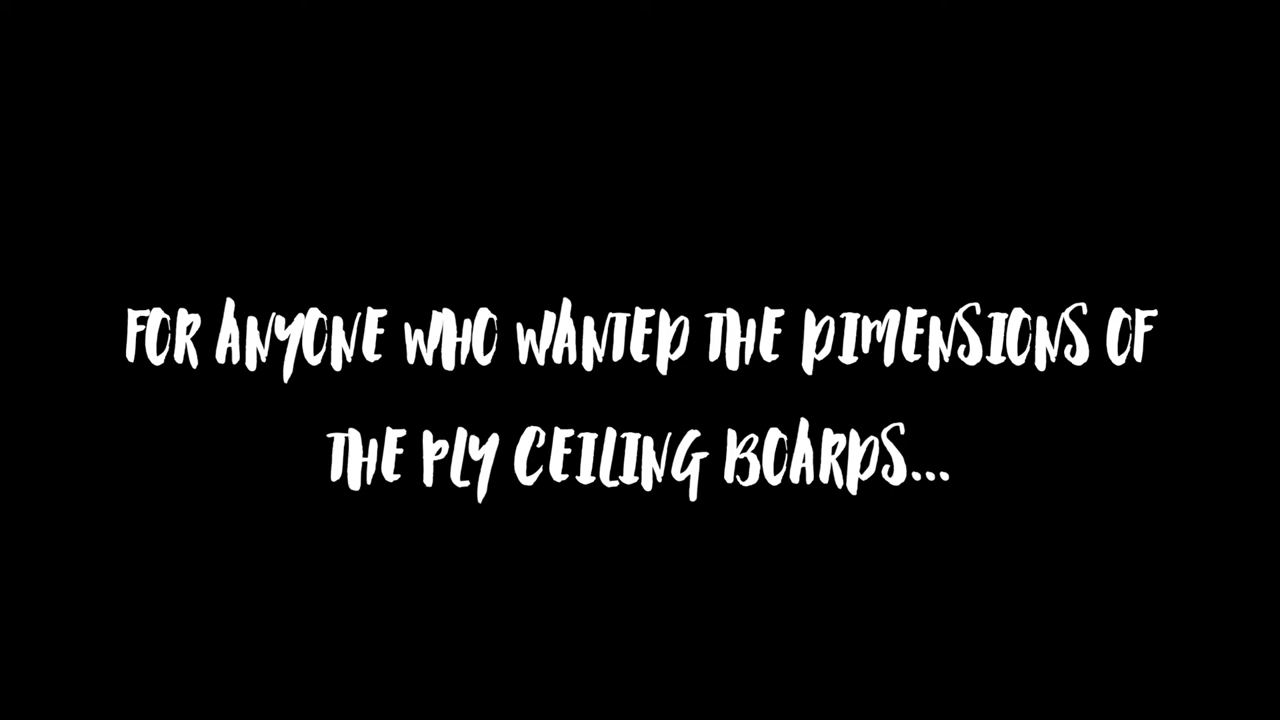 FOR ANYONE WHO WANTED THE DIMENSIONS OF
THE PLY CEILING BOARDS...